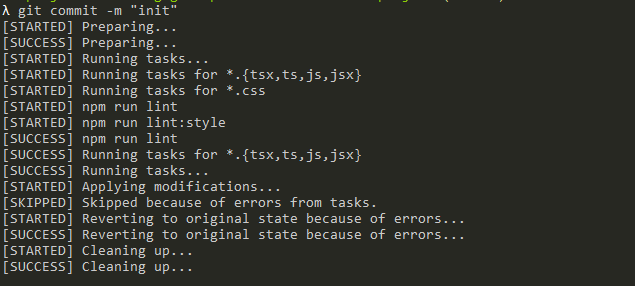 λ git commit -m "init"
[STARTED] Preparing...
[SUCCESS] Preparing...
[STARTED] Running tasks...
[STARTED] Running tasks for *.{tsx,ts,js,jsx}
[STARTED] Running tasks for *.css
[STARTED] npm run lint
[STARTED] npm run lint:style
[SUCCESS] npm run lint
[SUCCESS] Running tasks for *.{tsx,ts,js,jsx}
[SUCCESS] Running tasks...
[STARTED] Applying modifications...
[SKIPPED] Skipped because of errors from tasks.
[STARTED] Reverting to original state because of errors...
[SUCCESS] Reverting to original state because of errors...
[STARTED] Cleaning up...
[SUCCESS] Cleaning up...